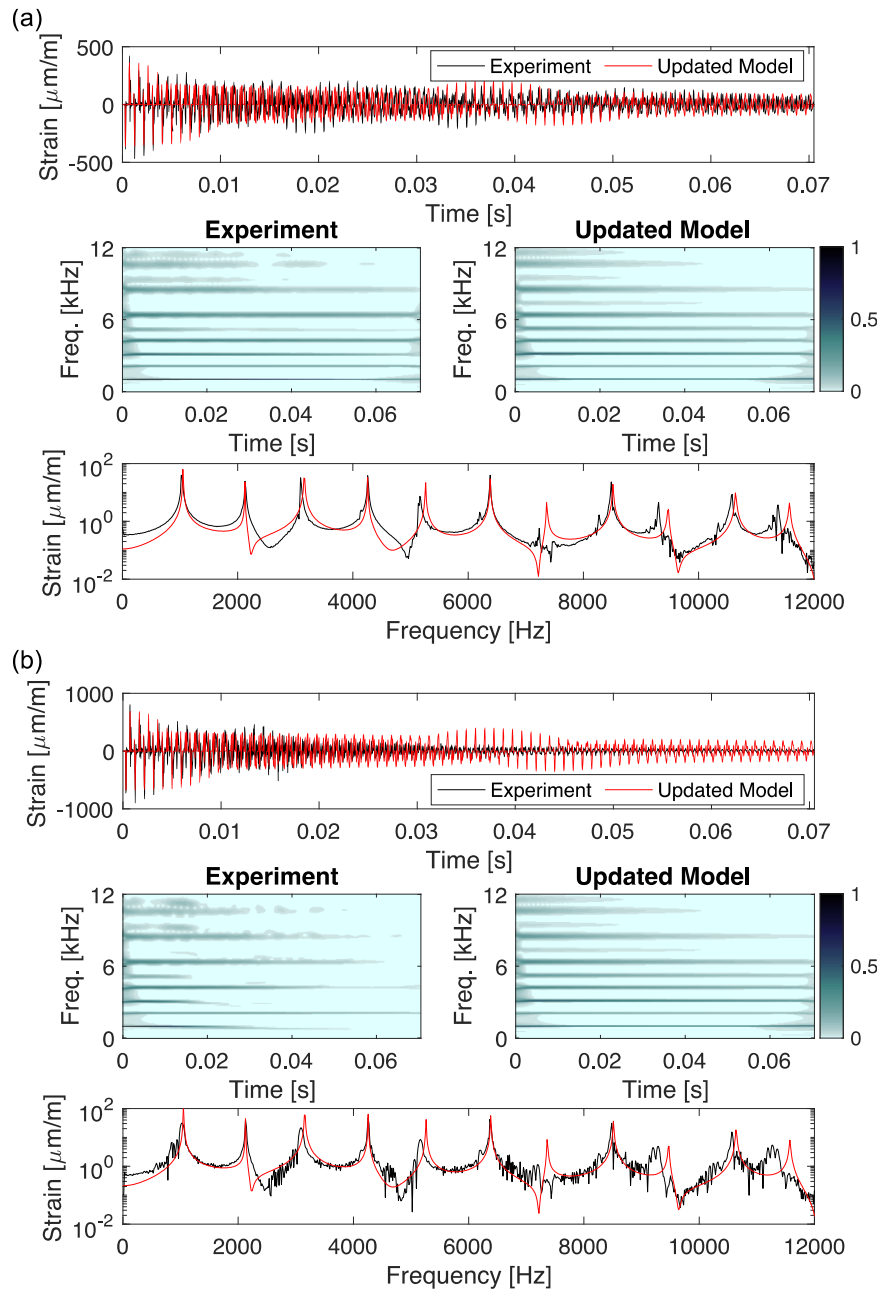 (a)
500
0
-500
Strain [μm/m]
Experiment
Updated Model
0 0.01 0.02 0.03 0.04 0.05 0.06 0.07
Time [s]
Experiment
Updated Model
12
6
0
Freq. [kHz]
0 0.02 0.04 0.06
Time [s]
12
6
0
Freq. [kHz]
0 0.02 0.04 0.06
Time [s]
1
0.5
0
10^2
10^0
10^-2
Strain [μm/m]
0 2000 4000 6000 8000 10000 12000
Frequency [Hz]
(b)
1000
0
-1000
Strain [μm/m]
Experiment
Updated Model
0 0.01 0.02 0.03 0.04 0.05 0.06 0.07
Time [s]
Experiment
Updated Model
12
6
0
Freq. [kHz]
0 0.02 0.04 0.06
Time [s]
12
6
0
Freq. [kHz]
0 0.02 0.04 0.06
Time [s]
1
0.5
0
10^2
10^0
10^-2
Strain [μm/m]
0 2000 4000 6000 8000 10000 12000
Frequency [Hz]